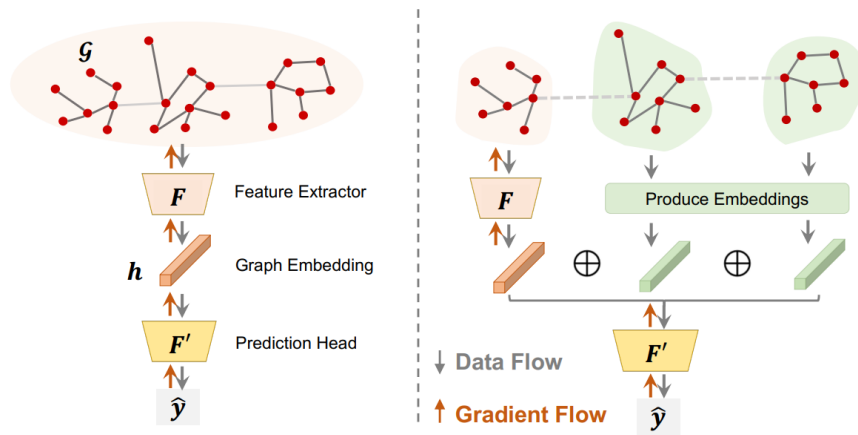 𝒢
F
Feature Extractor
h
Graph Embedding
F'
Prediction Head
ŷ
F
Produce Embeddings
⊕
⊕
F'
Data Flow
Gradient Flow
ŷ